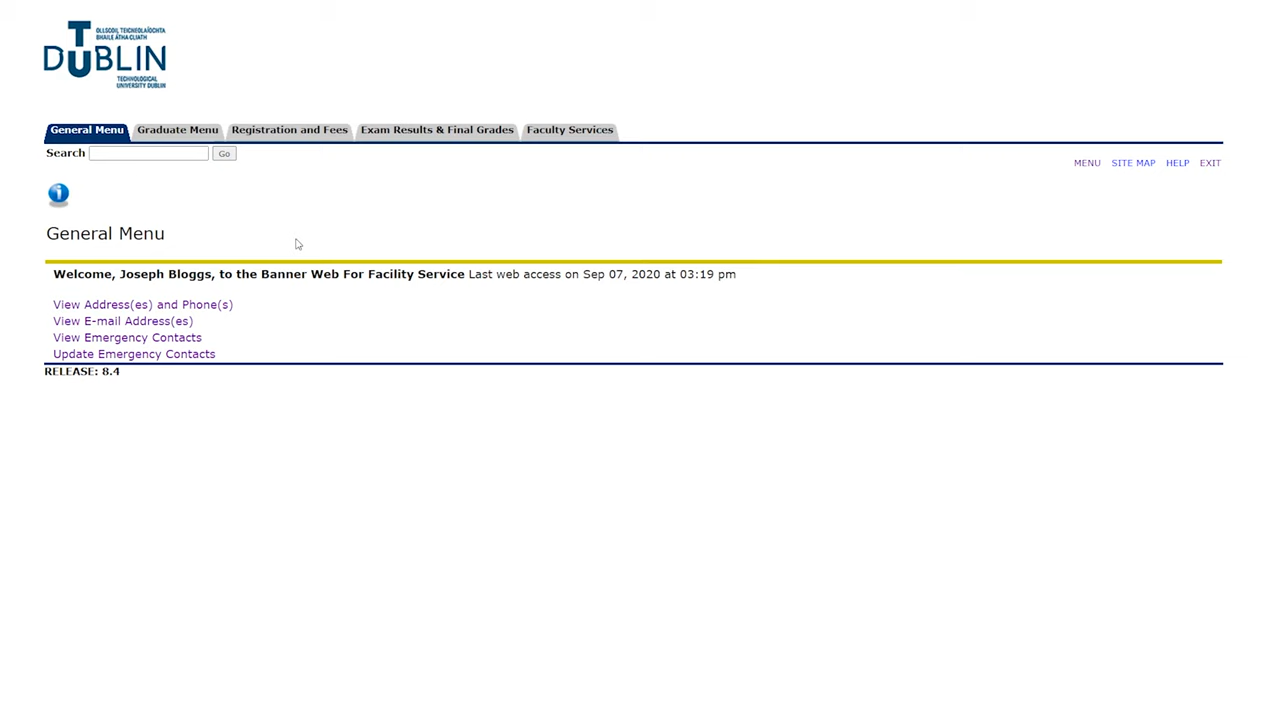 OLLSCOIL TEICNEOLAÍOCHTA
BHAILE ÁTHA CLIATH
TU DUBLIN
TECHNOLOGICAL
UNIVERSITY DUBLIN
General Menu Graduate Menu Registration and Fees Exam Results & Final Grades Faculty Services
Search Go
MENU SITE MAP HELP EXIT
General Menu
Welcome, Joseph Bloggs, to the Banner Web For Facility Service Last web access on Sep 07, 2020 at 03:19 pm
View Address(es) and Phone(s)
View E-mail Address(es)
View Emergency Contacts
Update Emergency Contacts
RELEASE: 8.4